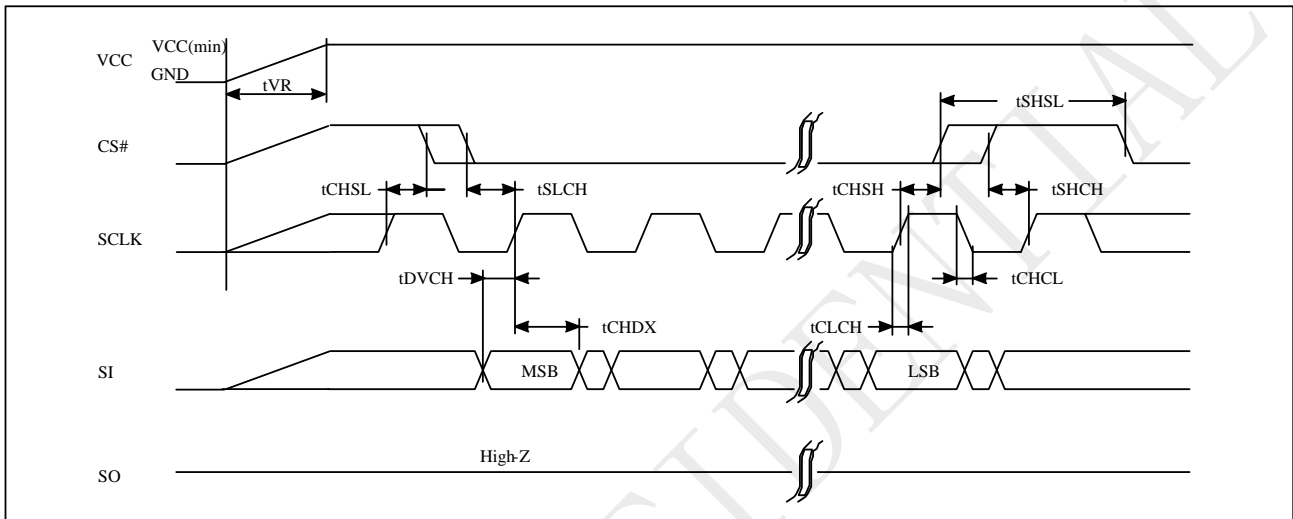 VCC
VCC(min)
GND
tVR
tSHSL
CS#
tCHSL
tSLCH
tCHSH
tSHCH
SCLK
tDVCH
tCHCL
tCHDX
tCLCH
SI
MSB
LSB
High-Z
SO